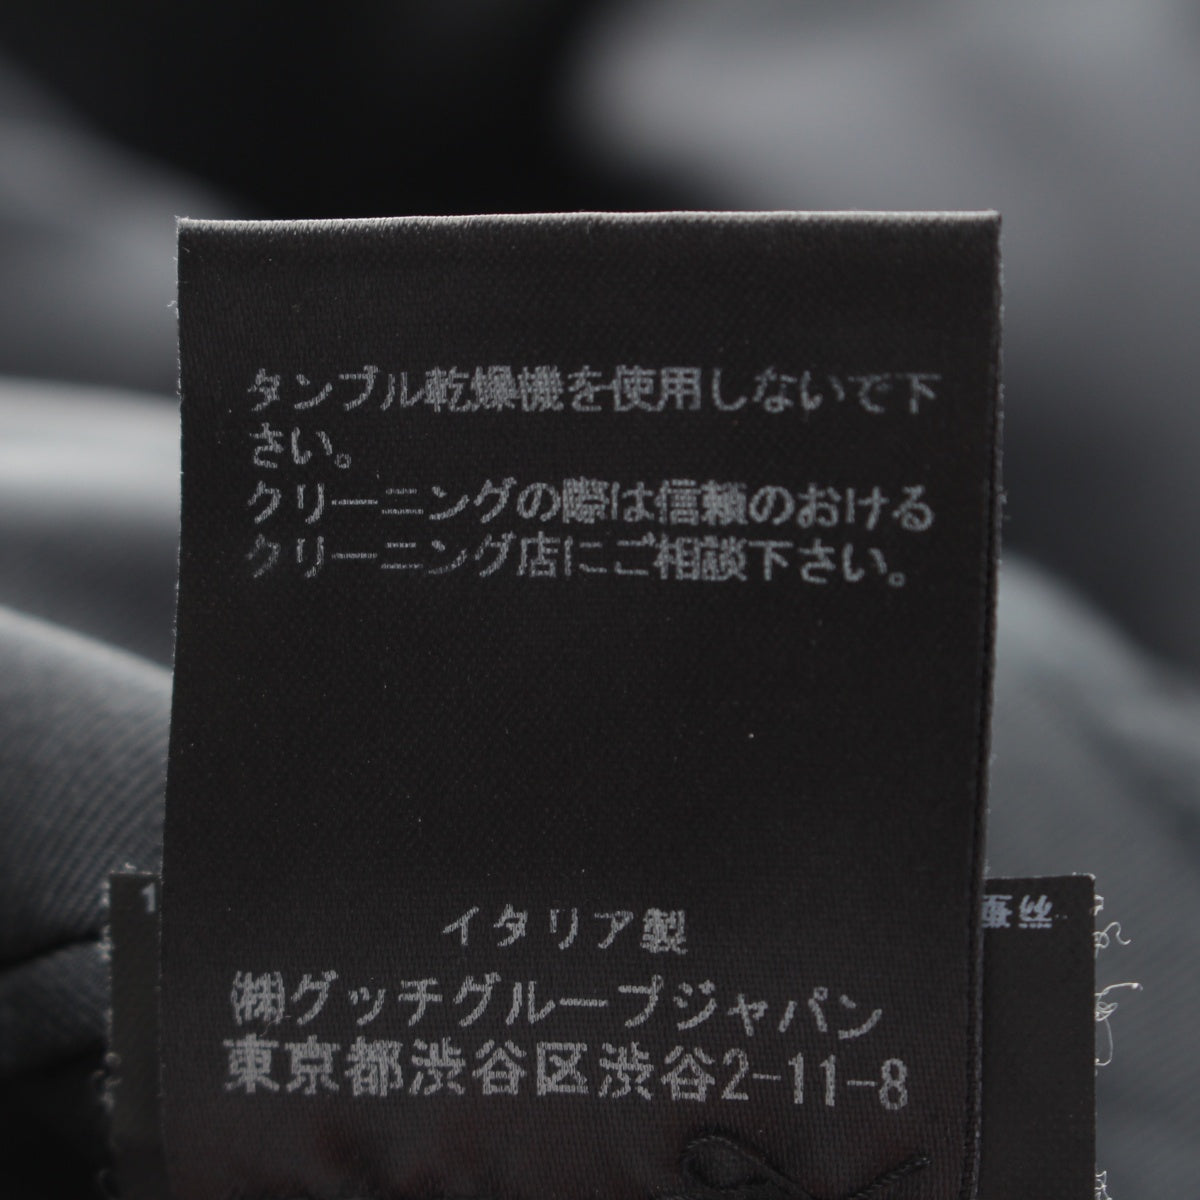 タンブル乾燥機を使用しないで下
さい。
クリーニングの際は信頼のおける
クリーニング店にご相談下さい。
イタリア製
㈱グッチグループジャパン
東京都渋谷区渋谷2-11-8